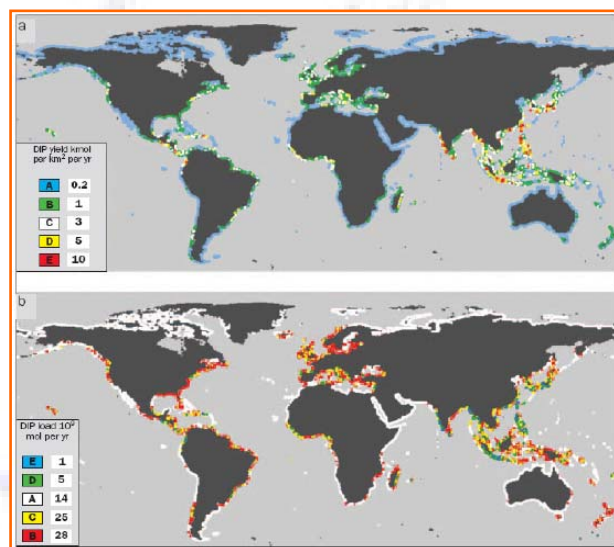 a
DIP yield kmol
per km² per yr
A 0.2
B 1
C 3
D 5
E 10
b
DIP load 10⁹
mol per yr
E 1
D 5
A 14
C 25
B 28